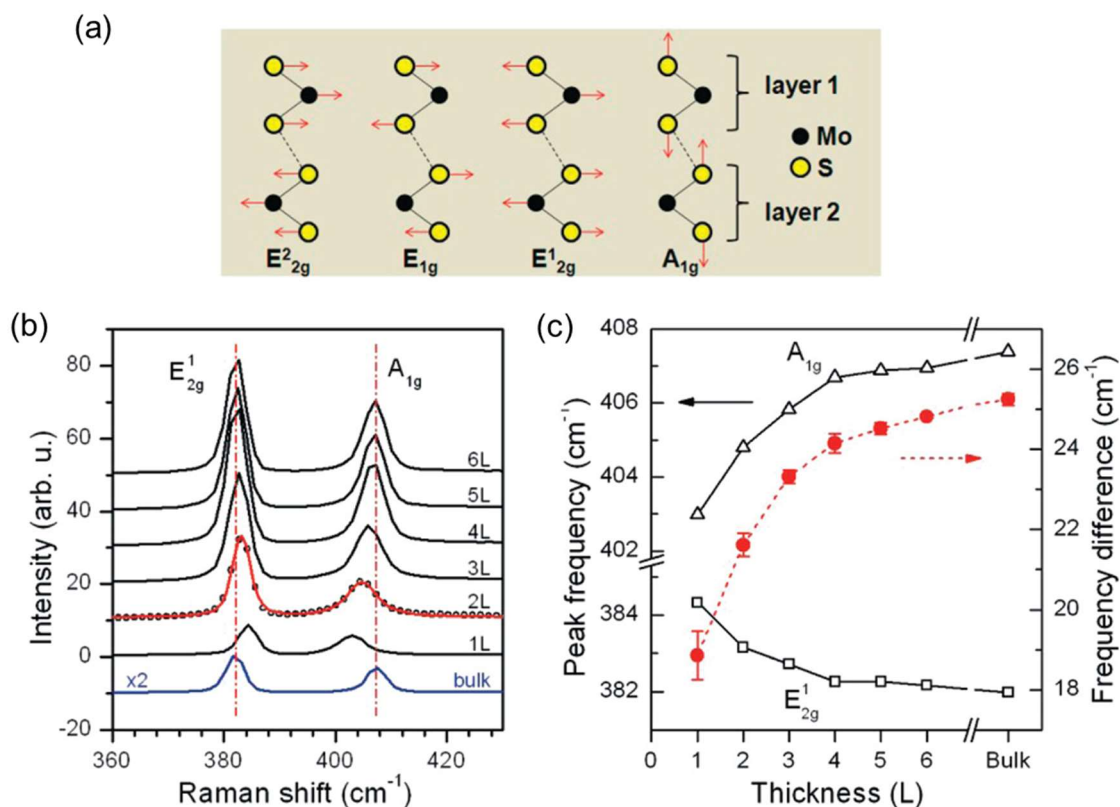 (a)
layer 1
Mo
S
layer 2
E²₂g
E₁g
E¹₂g
A₁g
(b)
80
60
40
20
0
-20
Intensity (arb. u.)
E¹₂g
A₁g
6L
5L
4L
3L
2L
1L
x2
bulk
360
390
420
Raman shift (cm⁻¹)
(c)
408
406
404
402
384
382
Peak frequency (cm⁻¹)
A₁g
E¹₂g
26
24
22
20
18
Frequency difference (cm⁻¹)
0
1
2
3
4
5
6
Bulk
Thickness (L)